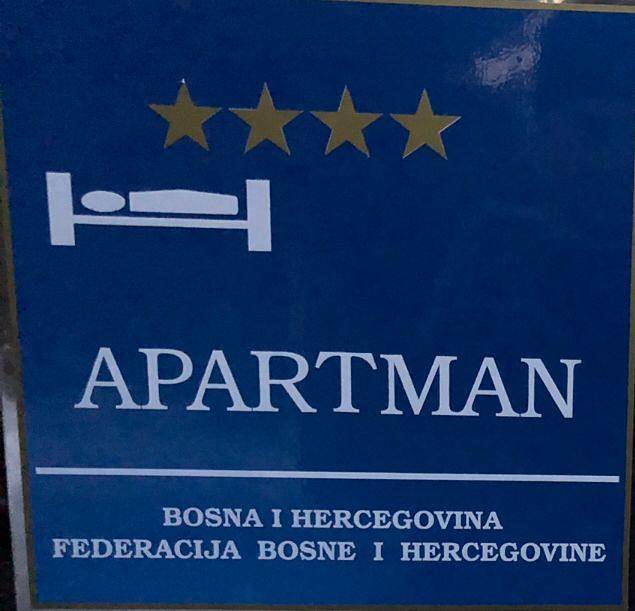 APARTMAN
BOSNA I HERCEGOVINA
FEDERACIJA BOSNE I HERCEGOVINE